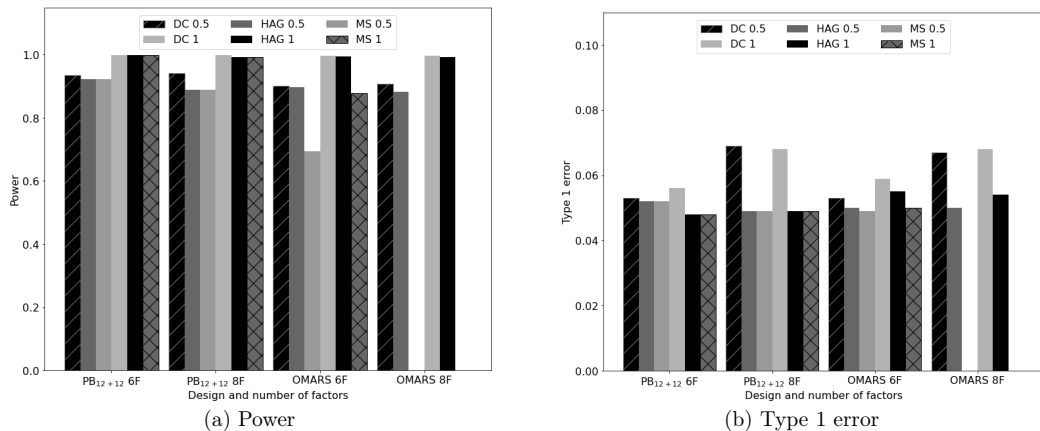 DC 0.5 HAG 0.5 MS 0.5
DC 1 HAG 1 MS 1
1.0
0.8
0.6
0.4
0.2
0.0
Power
PB12+12 6F PB12+12 8F OMARS 6F OMARS 8F
Design and number of factors
(a) Power
DC 0.5 HAG 0.5 MS 0.5
DC 1 HAG 1 MS 1
0.10
0.08
0.06
0.04
0.02
0.00
Type 1 error
PB12+12 6F PB12+12 8F OMARS 6F OMARS 8F
Design and number of factors
(b) Type 1 error